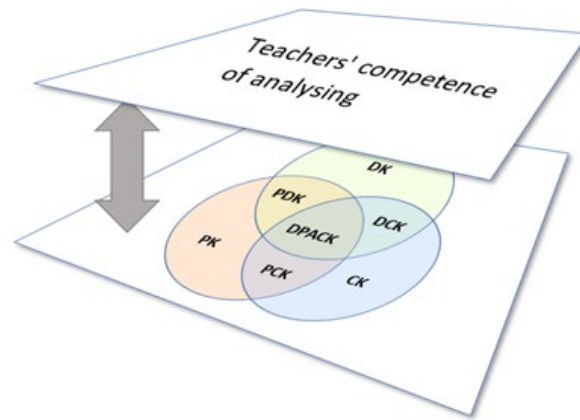 Teachers' competence
of analysing
DK
PDK
DCK
DPACK
PK
PCK
CK